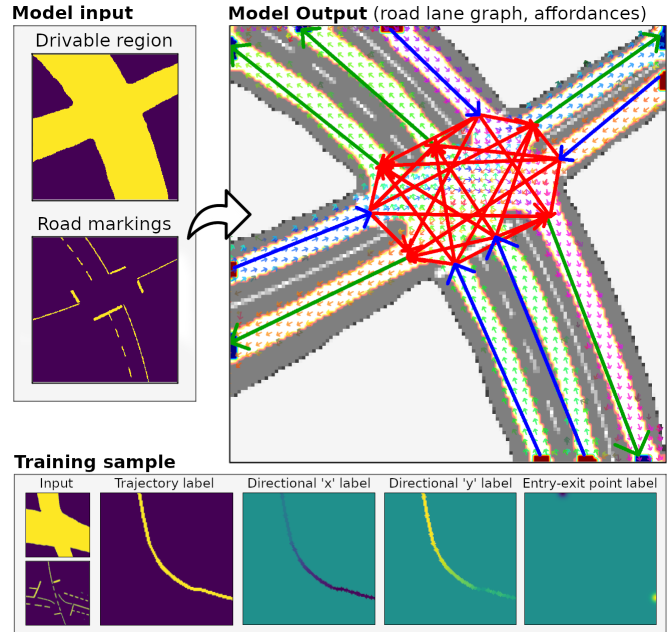 Model input
Model Output (road lane graph, affordances)
Drivable region
Road markings
Training sample
Input
Trajectory label
Directional 'x' label
Directional 'y' label
Entry-exit point label